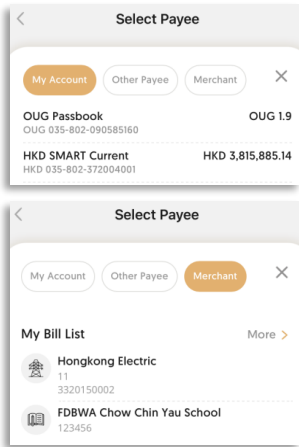 Select Payee
My Account
Other Payee
Merchant
OUG Passbook
OUG 1.9
OUG 035-802-090585160
HKD SMART Current
HKD 3,815,885.14
HKD 035-802-372004001
Select Payee
My Account
Other Payee
Merchant
My Bill List
More >
Hongkong Electric
11
3320150002
FDBWA Chow Chin Yau School
123456